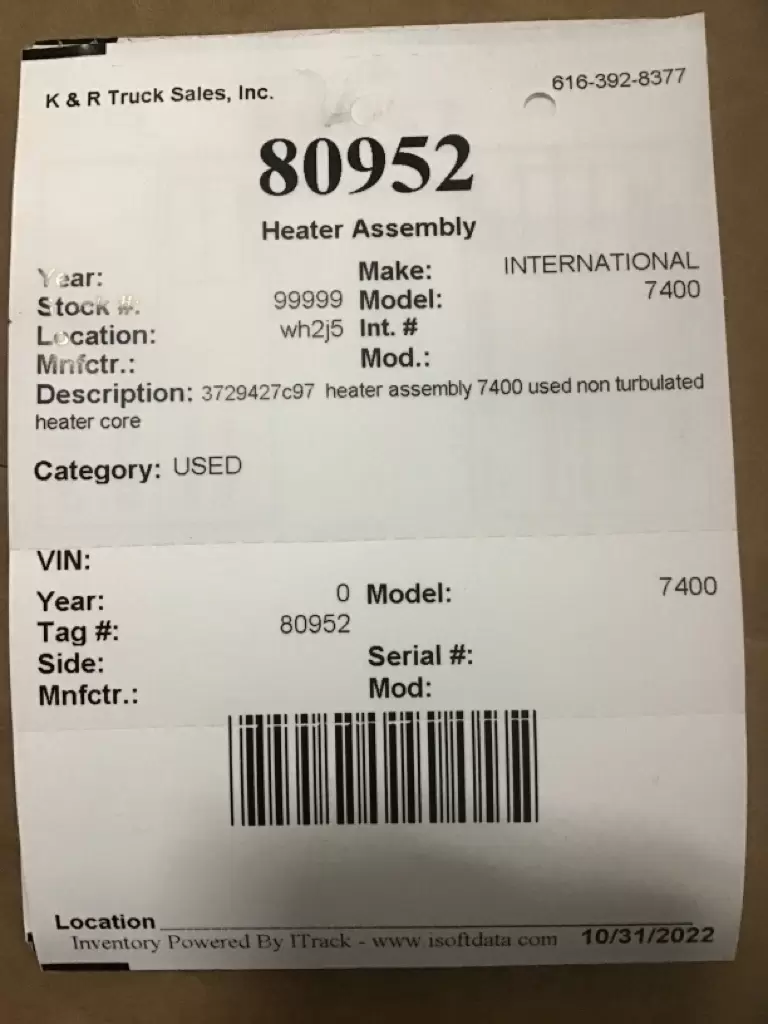 K & R Truck Sales, Inc. 616-392-8377
80952
Heater Assembly
Year: Make: INTERNATIONAL
Stock #: 99999 Model: 7400
Location: wh2j5 Int. #
Mnfctr.: Mod.:
Description: 3729427c97 heater assembly 7400 used non turbulated
heater core
Category: USED
VIN:
Year: 0 Model: 7400
Tag #: 80952
Side: Serial #:
Mnfctr.: Mod:
Location
Inventory Powered By ITrack - www isoftdata com 10/31/2022